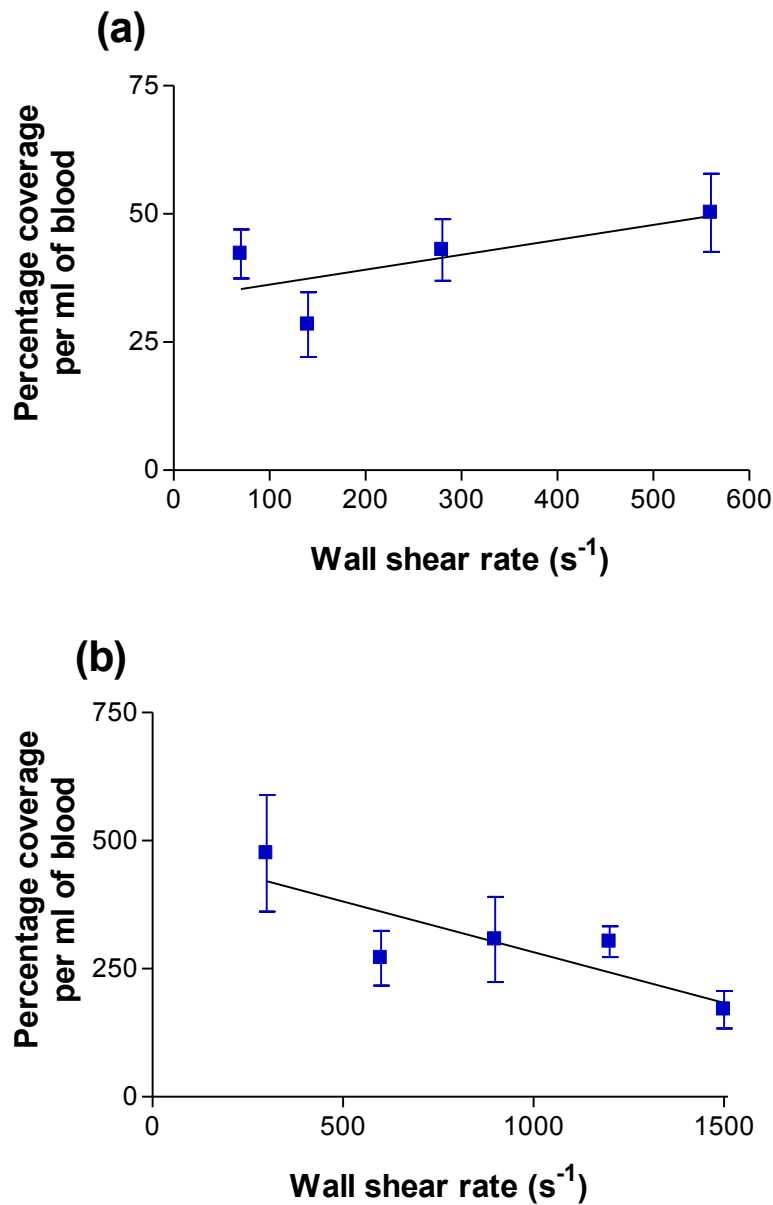 (a)
Percentage coverage
per ml of blood
75
50
25
0
0 100 200 300 400 500 600
Wall shear rate (s⁻¹)
(b)
Percentage coverage
per ml of blood
750
500
250
0
0 500 1000 1500
Wall shear rate (s⁻¹)